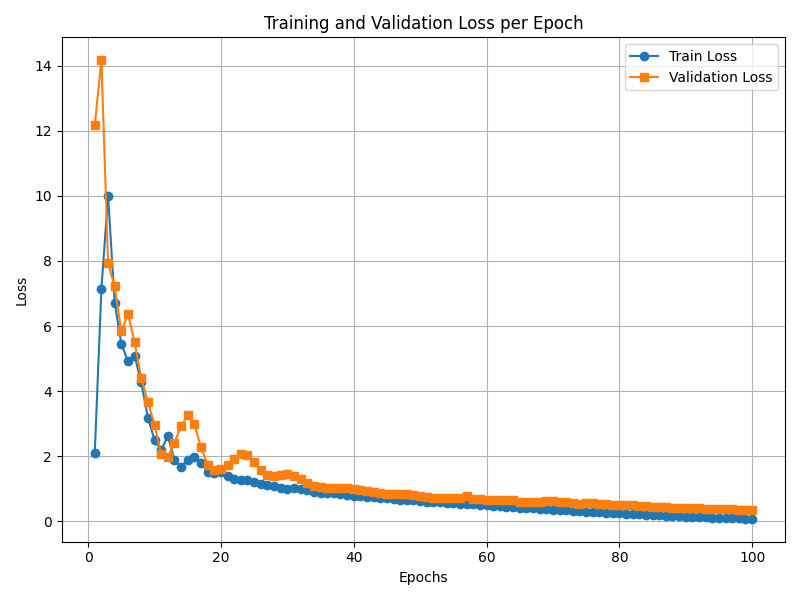 Training and Validation Loss per Epoch
Train Loss
Validation Loss
14
12
10
8
6
4
2
0
Loss
0 20 40 60 80 100
Epochs